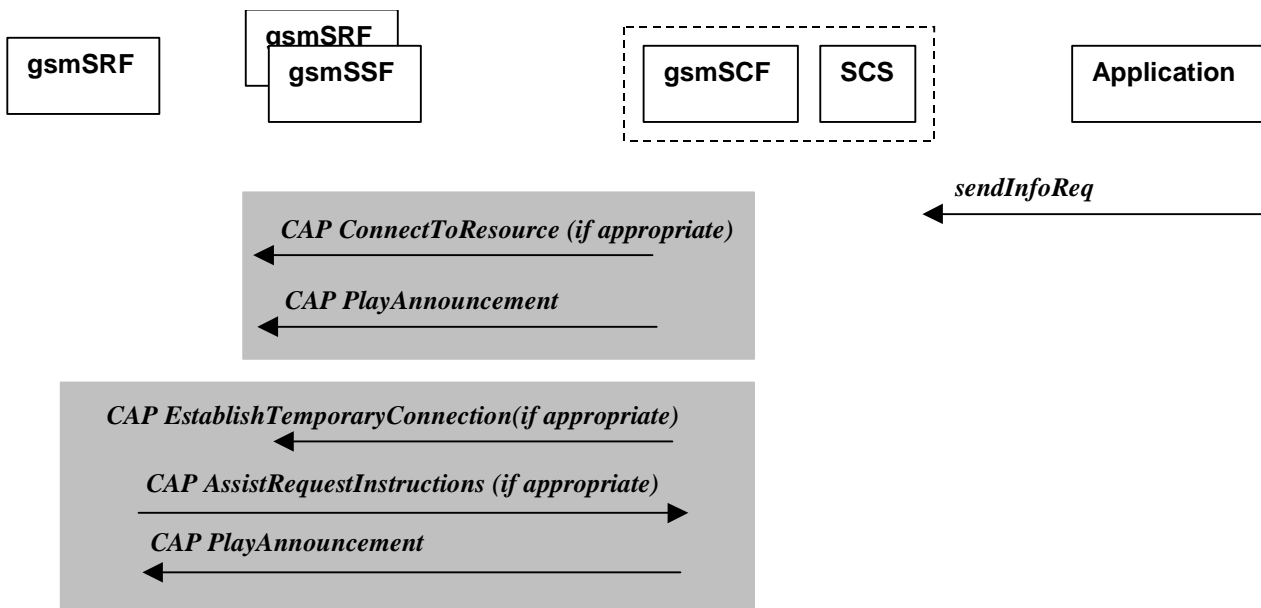 gsmSRF
gsmSRF
gsmSSF
gsmSCF
SCS
Application
sendInfoReq
CAP ConnectToResource (if appropriate)
CAP PlayAnnouncement
CAP EstablishTemporaryConnection(if appropriate)
CAP AssistRequestInstructions (if appropriate)
CAP PlayAnnouncement